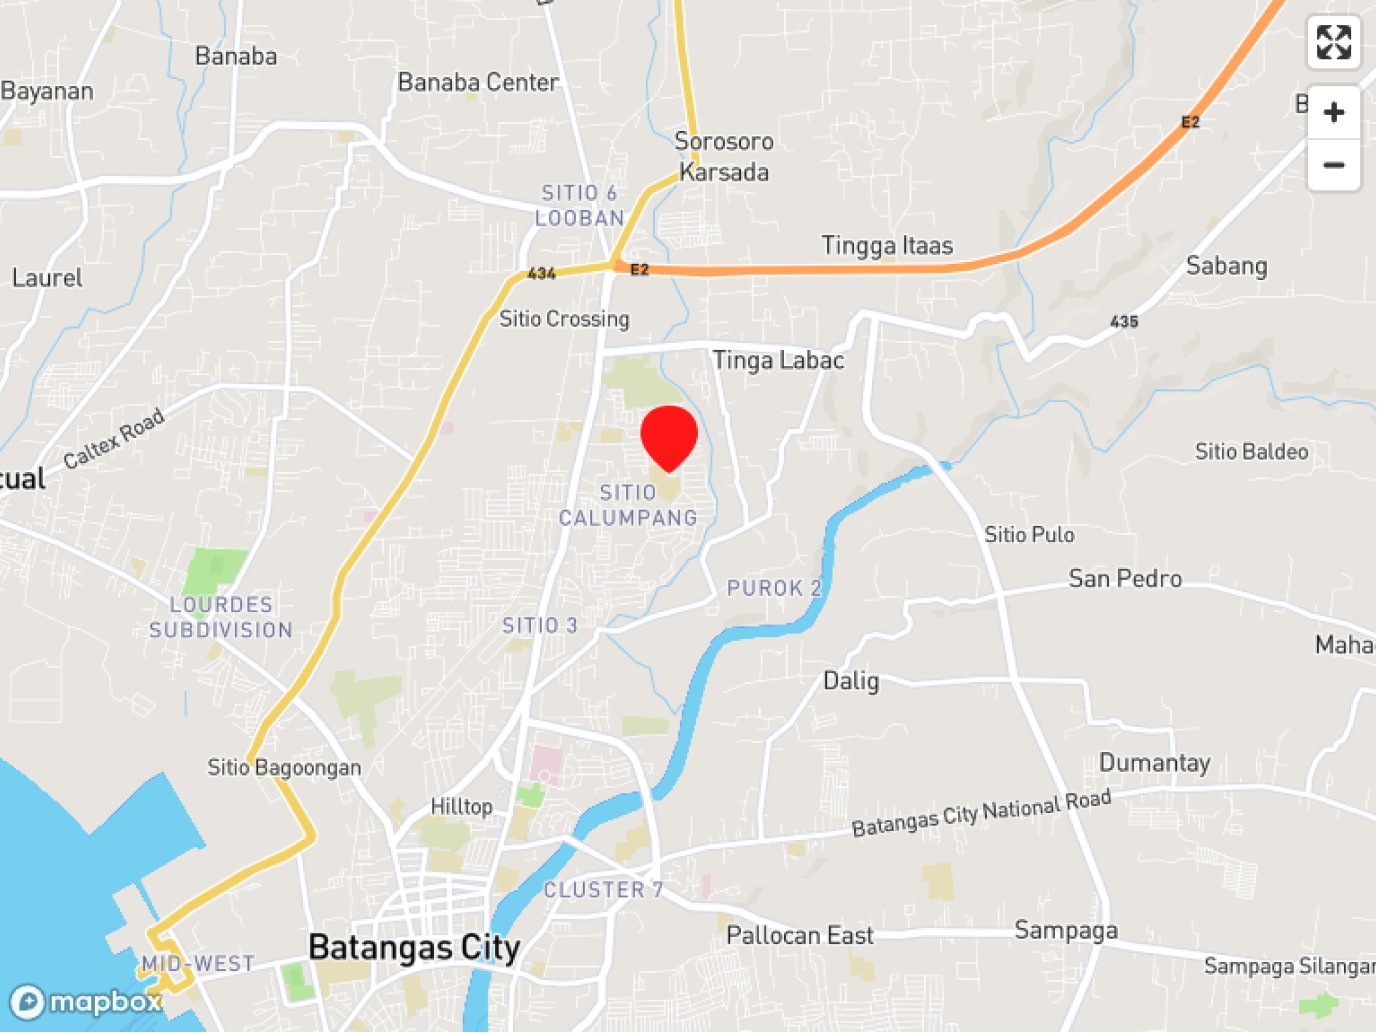 Banaba
Banaba Center
Bayanan
Sorosoro
Karsada
E2
SITIO 6
LOOBAN
Tingga Itaas
Sabang
Laurel
434
E2
Sitio Crossing
435
Tinga Labac
Caltex Road
Sitio Baldeo
cual
SITIO
CALUMPANG
Sitio Pulo
San Pedro
PUROK 2
LOURDES
SUBDIVISION
SITIO 3
Maha
Dalig
Sitio Bagoongan
Dumantay
Hilltop
Batangas City National Road
CLUSTER 7
Pallocan East
Sampaga
Batangas City
MID-WEST
Sampaga Silangan
mapbox